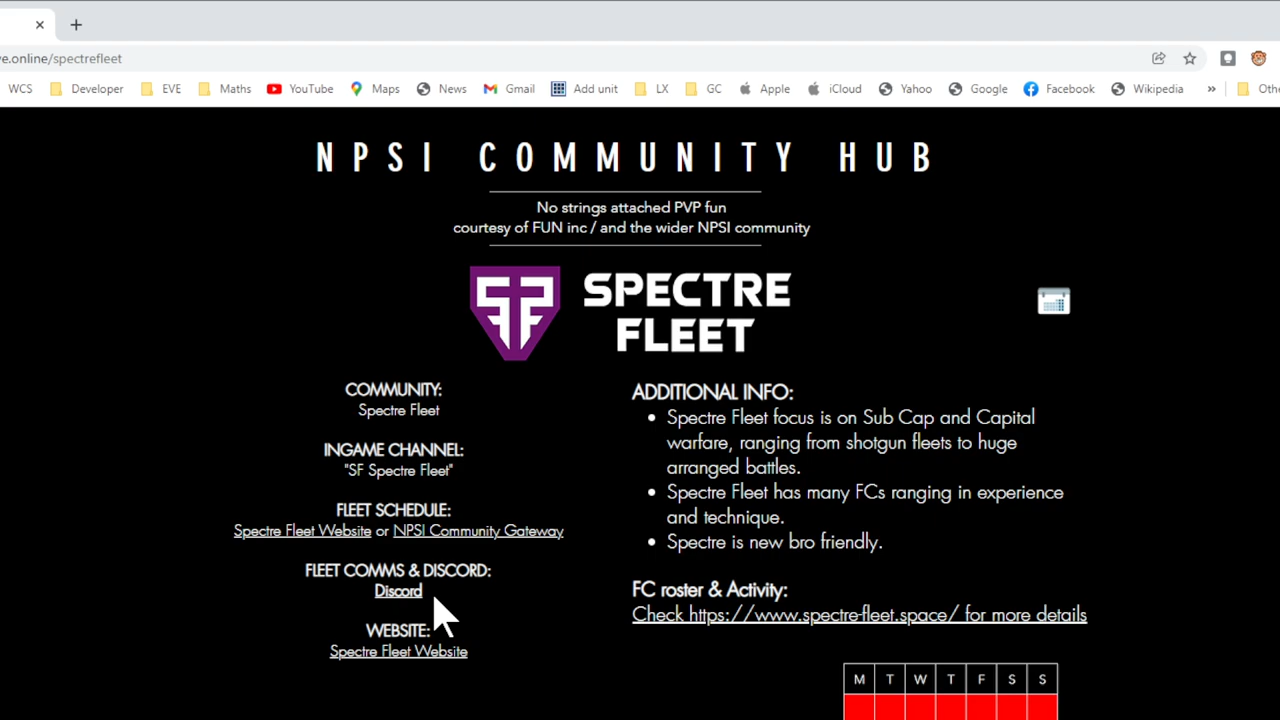 ve.online/spectrefleet
WCS Developer EVE Maths YouTube Maps News Gmail Add unit LX GC Apple iCloud Yahoo Google Facebook Wikipedia » Othe
NPSI COMMUNITY HUB
No strings attached PVP fun
courtesy of FUN inc / and the wider NPSI community
SPECTRE
FLEET
COMMUNITY:
Spectre Fleet
INGAME CHANNEL:
"SF Spectre Fleet"
FLEET SCHEDULE:
Spectre Fleet Website or NPSI Community Gateway
FLEET COMMS & DISCORD:
Discord
WEBSITE:
Spectre Fleet Website
ADDITIONAL INFO:
• Spectre Fleet focus is on Sub Cap and Capital
warfare, ranging from shotgun fleets to huge
arranged battles.
• Spectre Fleet has many FCs ranging in experience
and technique.
• Spectre is new bro friendly.
FC roster & Activity:
Check https://www.spectre-fleet.space/ for more details
M T W T F S S